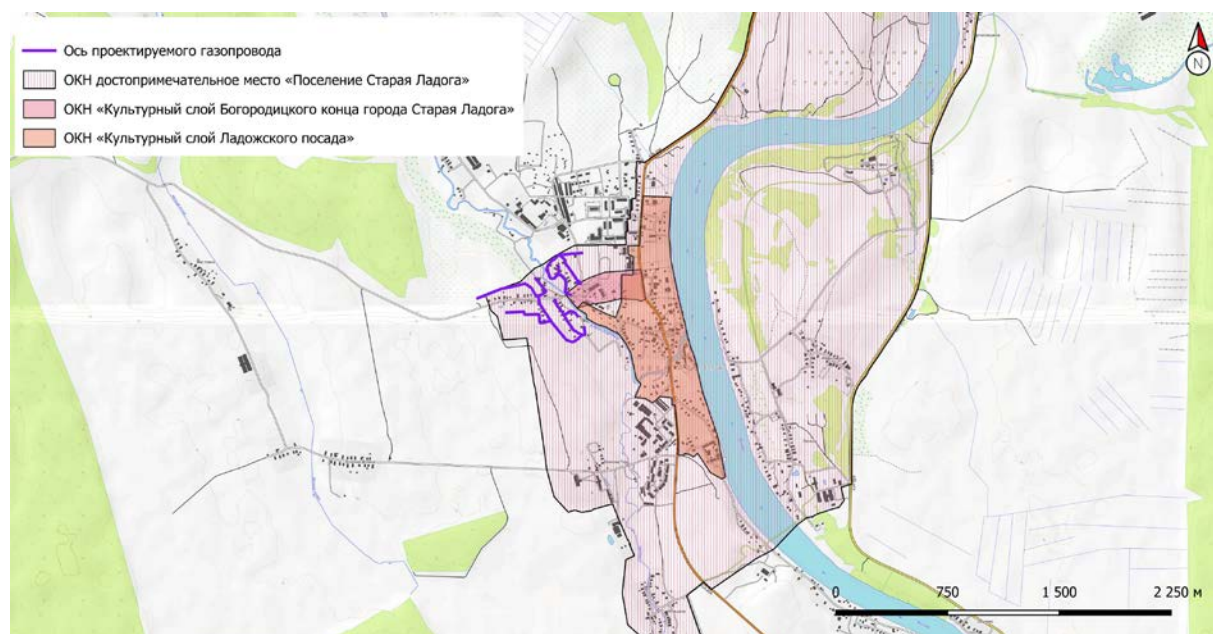 Ось проектируемого газопровода
ОКН достопримечательное место «Поселение Старая Ладога»
ОКН «Культурный слой Богородицкого конца города Старая Ладога»
ОКН «Культурный слой Ладожского посада»
N
0 750 1 500 2 250 м